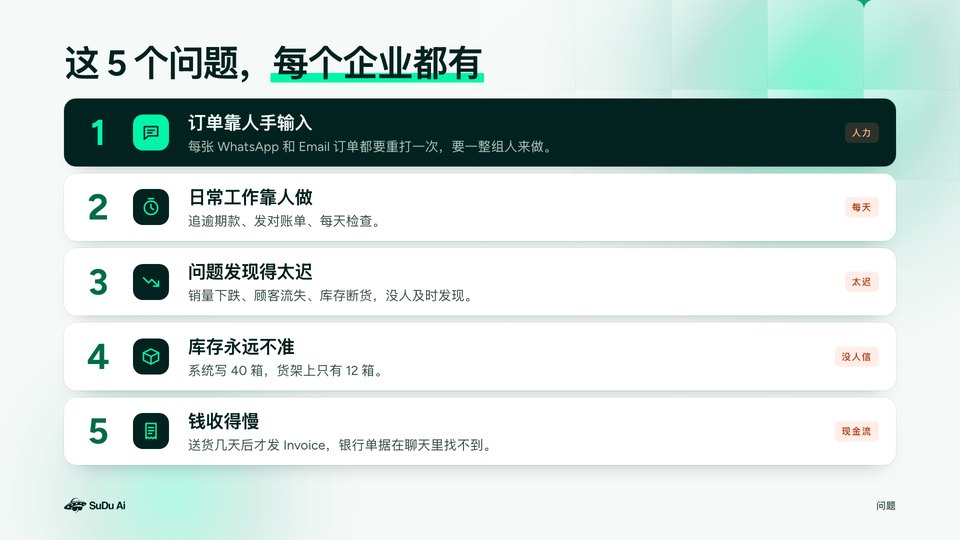 这 5 个问题，每个企业都有
1
订单靠人手输入
每张 WhatsApp 和 Email 订单都要重打一次，要一整组人来做。
人力
2
日常工作靠人做
追逾期款、发对账单、每天检查。
每天
3
问题发现得太迟
销量下跌、顾客流失、库存断货，没人及时发现。
太迟
4
库存永远不准
系统写 40 箱，货架上只有 12 箱。
没人信
5
钱收得慢
送货几天后才发 Invoice，银行单据在聊天里找不到。
现金流
SuDu Ai
问题